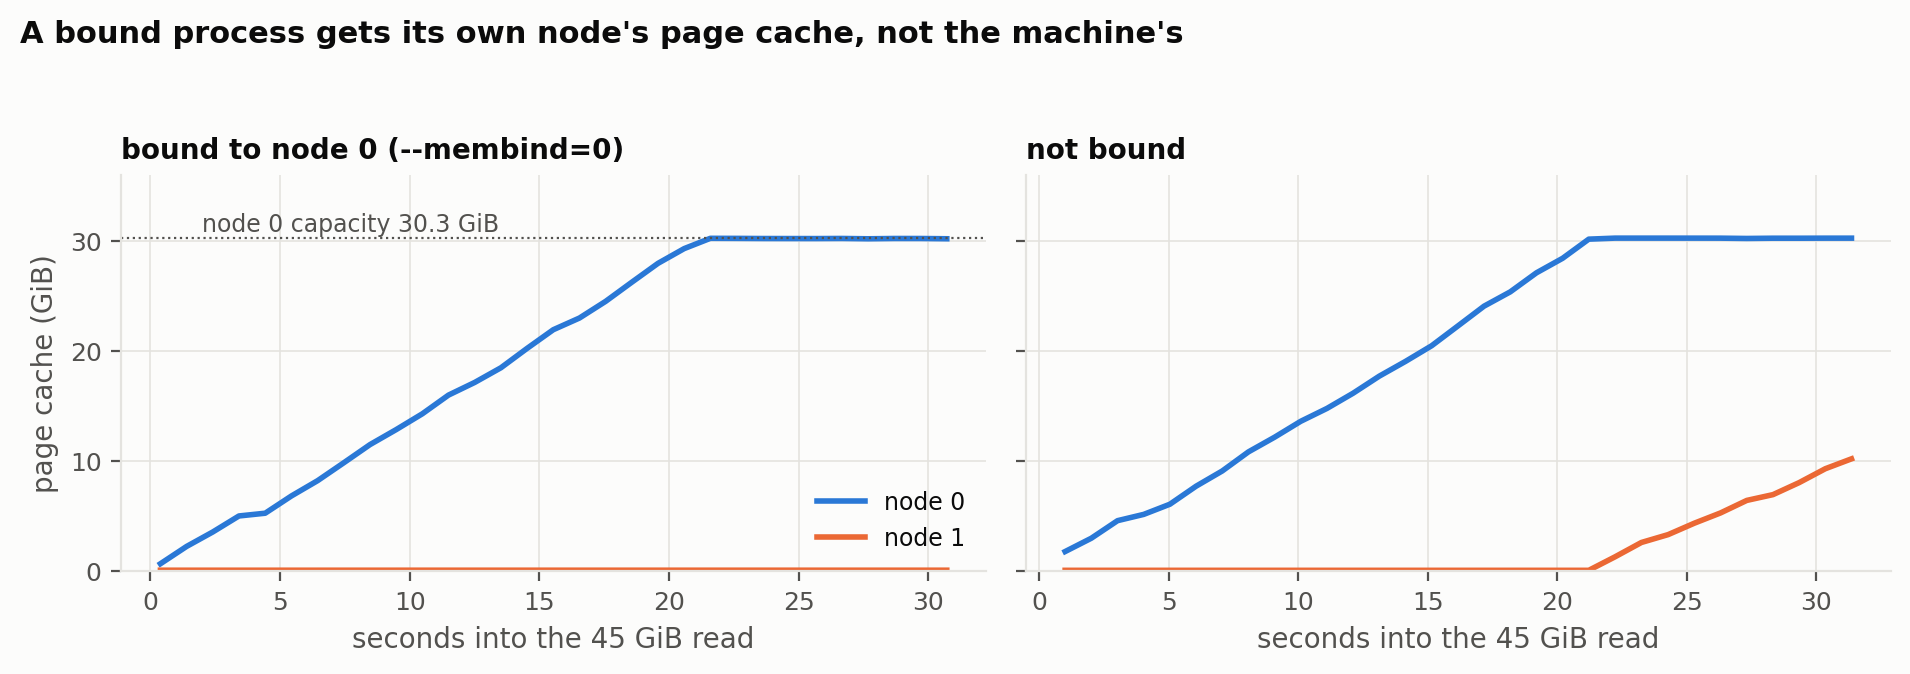 A bound process gets its own node's page cache, not the machine's
bound to node 0 (--membind=0)
node 0 capacity 30.3 GiB
page cache (GiB)
30
20
10
0
node 0
node 1
0 5 10 15 20 25 30
seconds into the 45 GiB read
not bound
0 5 10 15 20 25 30
seconds into the 45 GiB read